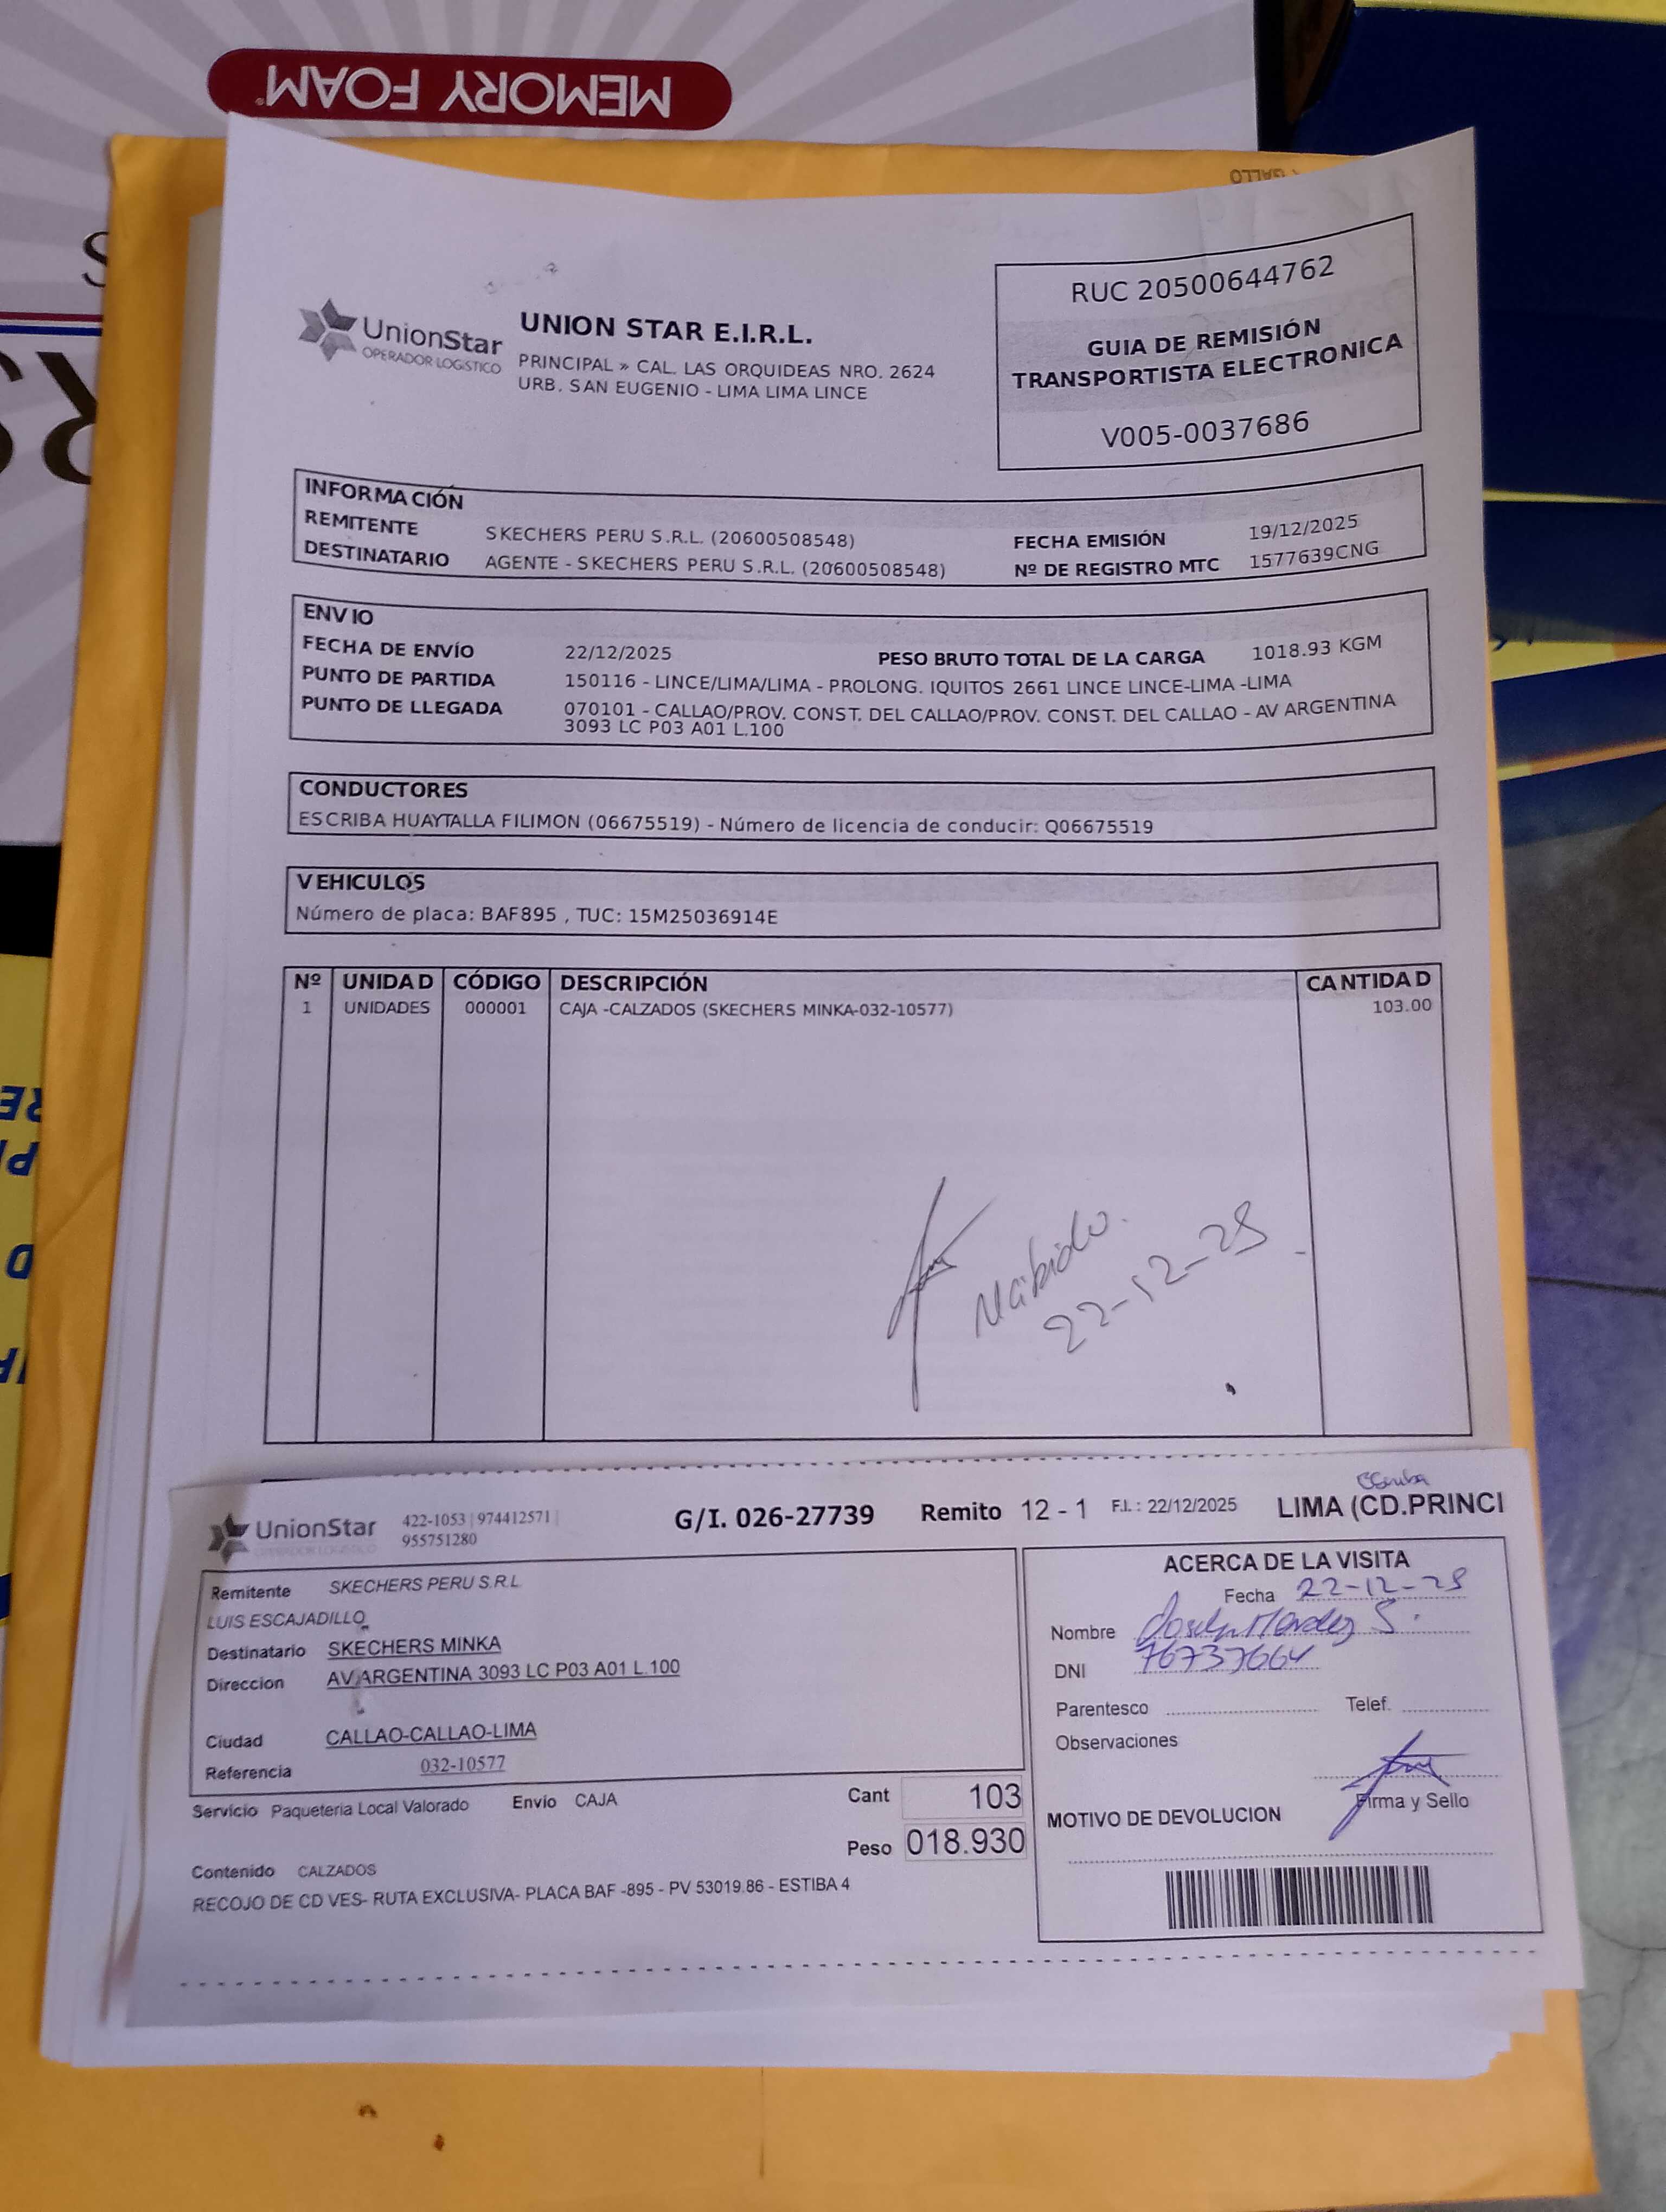 MEMORY FOAM
UnionStar
OPERADOR LOGíSTICO
UNION STAR E.I.R.L.
PRINCIPAL » CAL. LAS ORQUIDEAS NRO. 2624
URB. SAN EUGENIO - LIMA LIMA LINCE
RUC 20500644762
GUIA DE REMISIÓN
TRANSPORTISTA ELECTRONICA
V005-0037686
INFORMACIÓN
REMITENTE SKECHERS PERU S.R.L. (20600508548) FECHA EMISIÓN 19/12/2025
DESTINATARIO AGENTE - SKECHERS PERU S.R.L. (20600508548) Nº DE REGISTRO MTC 1577639CNG
ENVIO
FECHA DE ENVÍO 22/12/2025 PESO BRUTO TOTAL DE LA CARGA 1018.93 KGM
PUNTO DE PARTIDA 150116 - LINCE/LIMA/LIMA - PROLONG. IQUITOS 2661 LINCE LINCE-LIMA -LIMA
PUNTO DE LLEGADA 070101 - CALLAO/PROV. CONST. DEL CALLAO/PROV. CONST. DEL CALLAO - AV ARGENTINA
3093 LC P03 A01 L.100
CONDUCTORES
ESCRIBA HUAYTALLA FILIMON (06675519) - Número de licencia de conducir: Q06675519
VEHICULOS
Número de placa: BAF895 , TUC: 15M25036914E
Nº UNIDAD CÓDIGO DESCRIPCIÓN CANTIDAD
1 UNIDADES 000001 CAJA -CALZADOS (SKECHERS MINKA-032-10577) 103.00
22-12-25
UnionStar
OPERADOR LOGISTICO
422-1053 | 974412571 |
955751280
G/I. 026-27739 Remito 12 - 1 F.I. : 22/12/2025 LIMA (CD.PRINCI
Escriba
Remitente SKECHERS PERU S.R.L
LUIS ESCAJADILLO
Destinatario SKECHERS MINKA
Direccion AV ARGENTINA 3093 LC P03 A01 L.100
Ciudad CALLAO-CALLAO-LIMA
Referencia 032-10577
Servicio Paqueteria Local Valorado Envío CAJA
Cant 103
Peso 018.930
Contenido CALZADOS
RECOJO DE CD VES- RUTA EXCLUSIVA- PLACA BAF -895 - PV 53019.86 - ESTIBA 4
ACERCA DE LA VISITA
Fecha 22-12-25
Nombre
DNI 76737664
Parentesco Telef.
Observaciones
Firma y Sello
MOTIVO DE DEVOLUCION